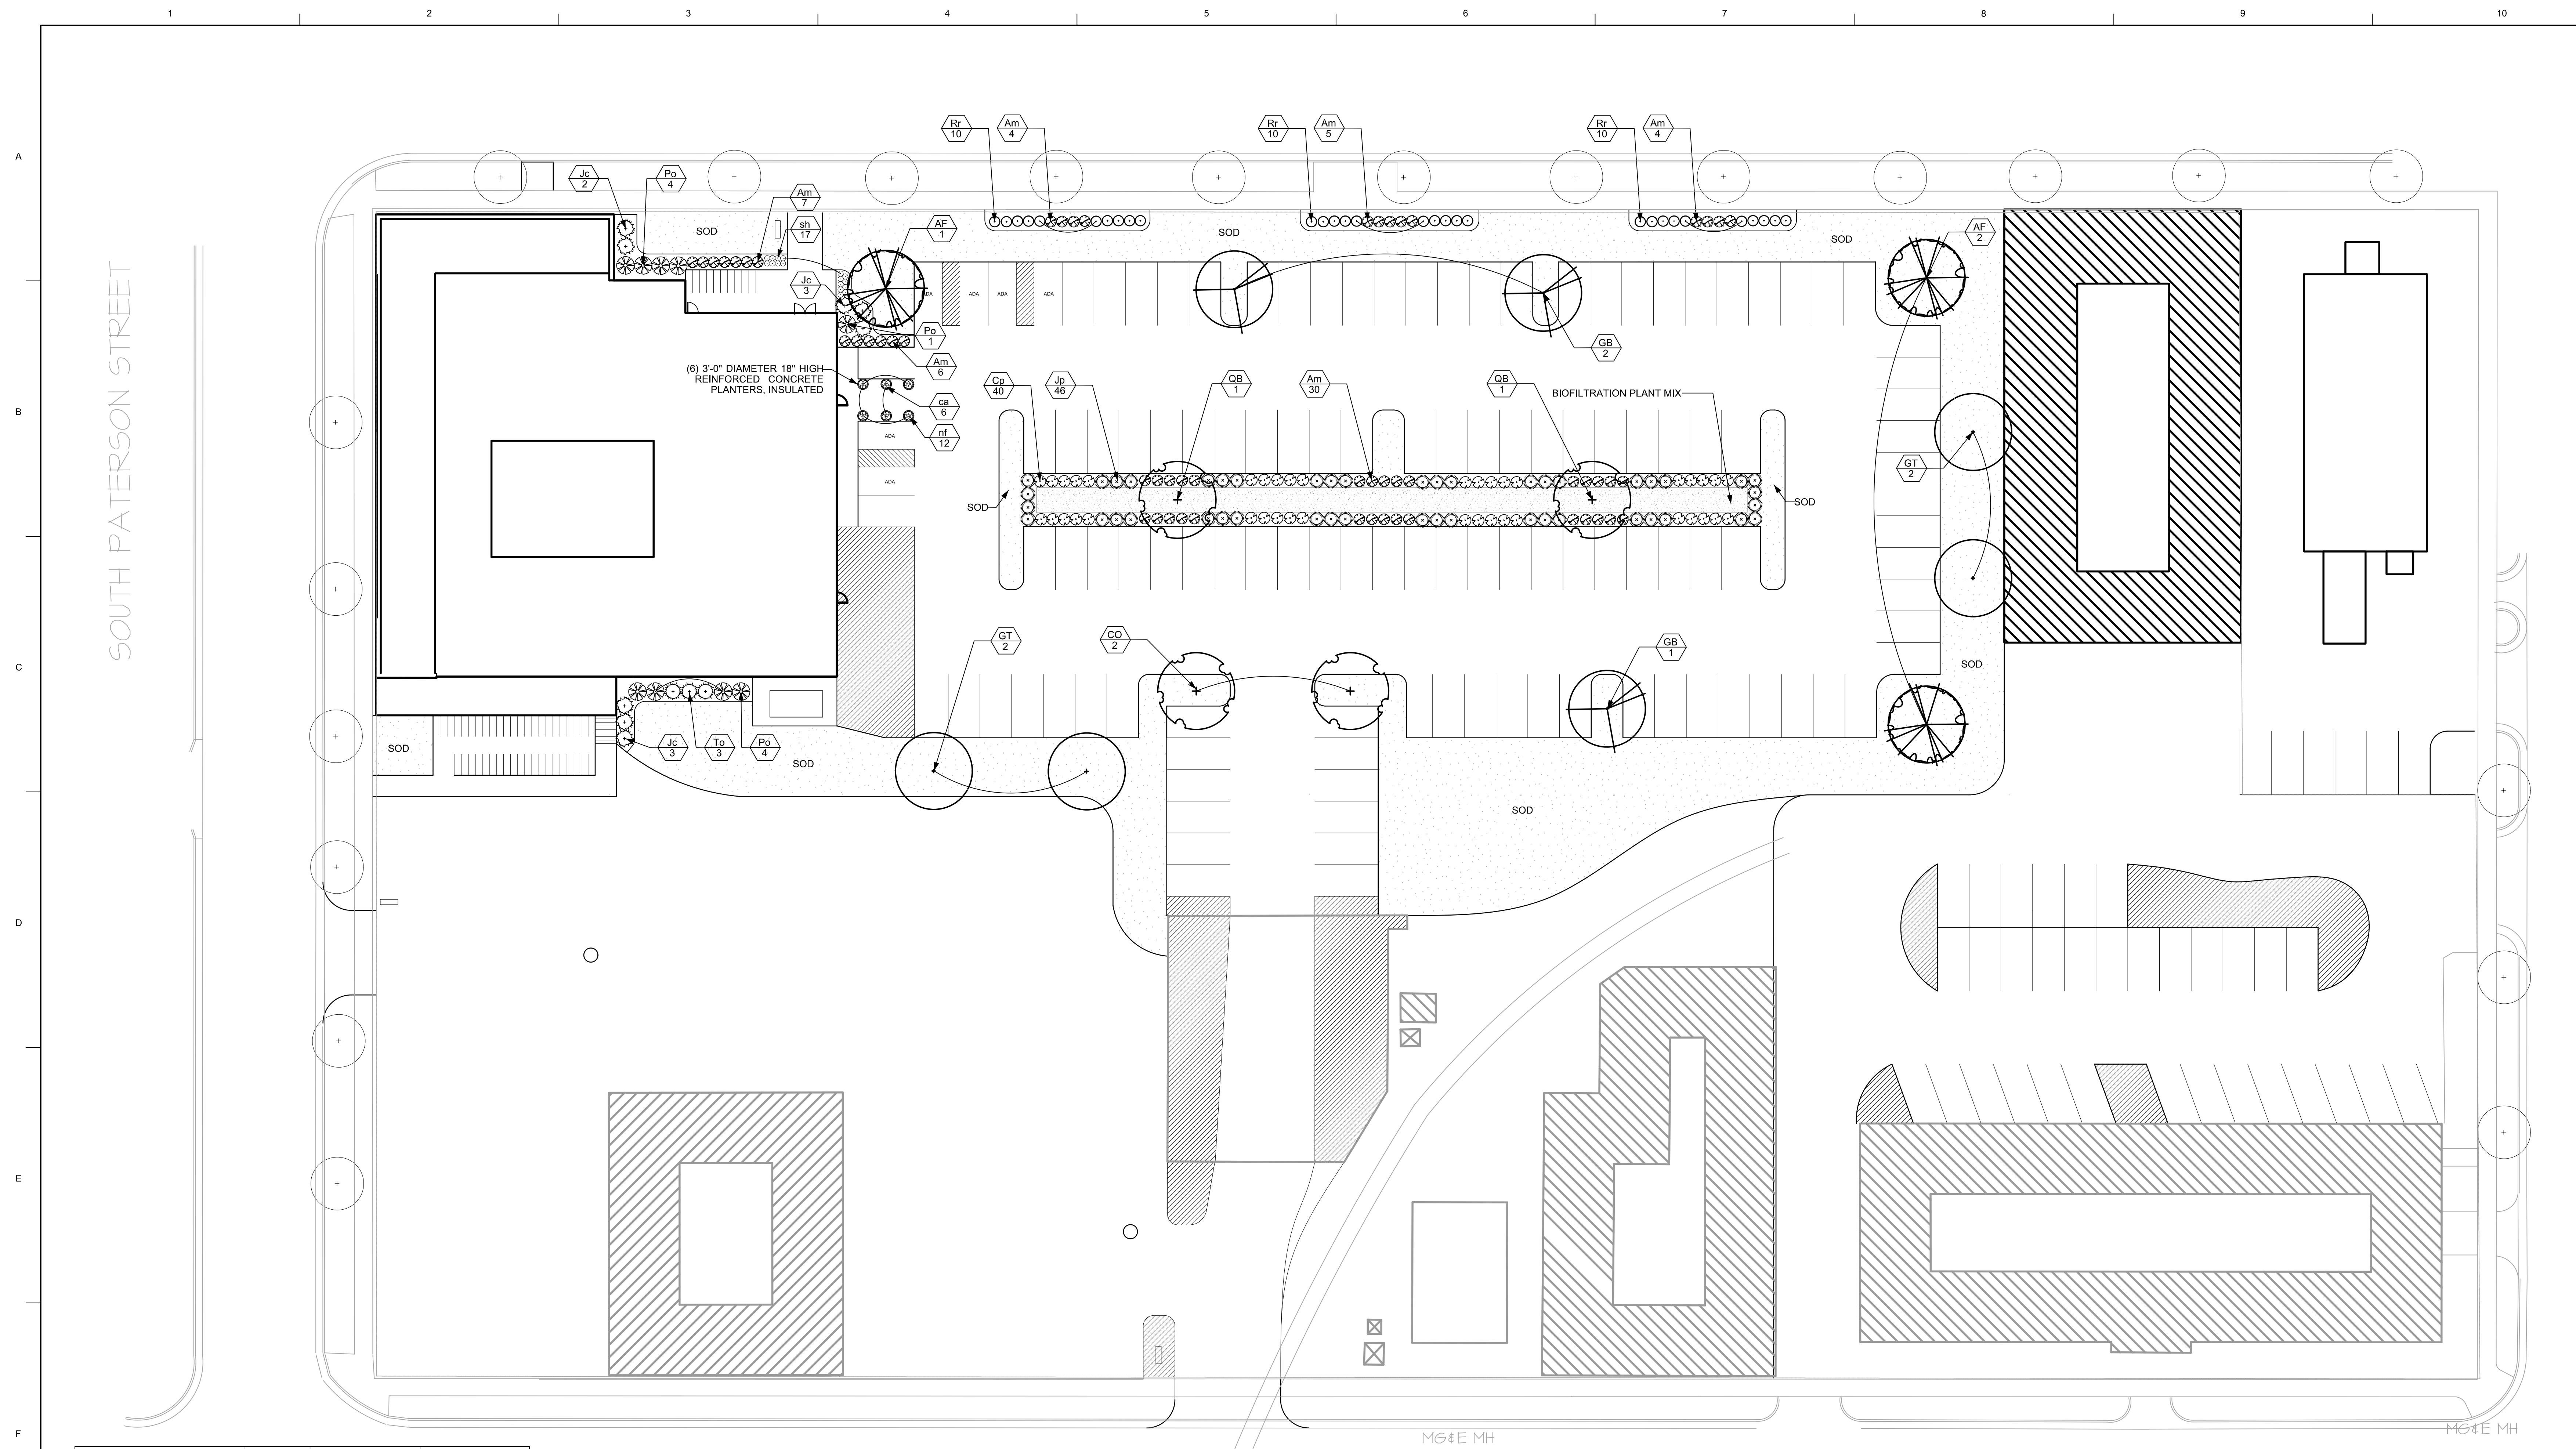 1 2 3 4 5 6 7 8 9 10
A
B
C
D
E
F
SOUTH PATERSON STREET
Rr
10
Am
4
Rr
10
Am
5
Rr
10
Am
4
Jc
2
Po
4
Am
7
sh
17
AF
1
AF
2
SOD
SOD
SOD
Jc
3
ADA
ADA
ADA
ADA
Po
1
GB
2
Am
6
(6) 3'-0" DIAMETER 18" HIGH
REINFORCED CONCRETE
PLANTERS, INSULATED
ca
6
nf
12
Cp
40
Jp
46
QB
1
Am
30
QB
1
BIOFILTRATION PLANT MIX
ADA
ADA
GT
2
SOD
SOD
GT
2
CO
2
GB
1
SOD
SOD
Jc
3
To
3
Po
4
SOD
SOD
MG&E MH
MG&E MH